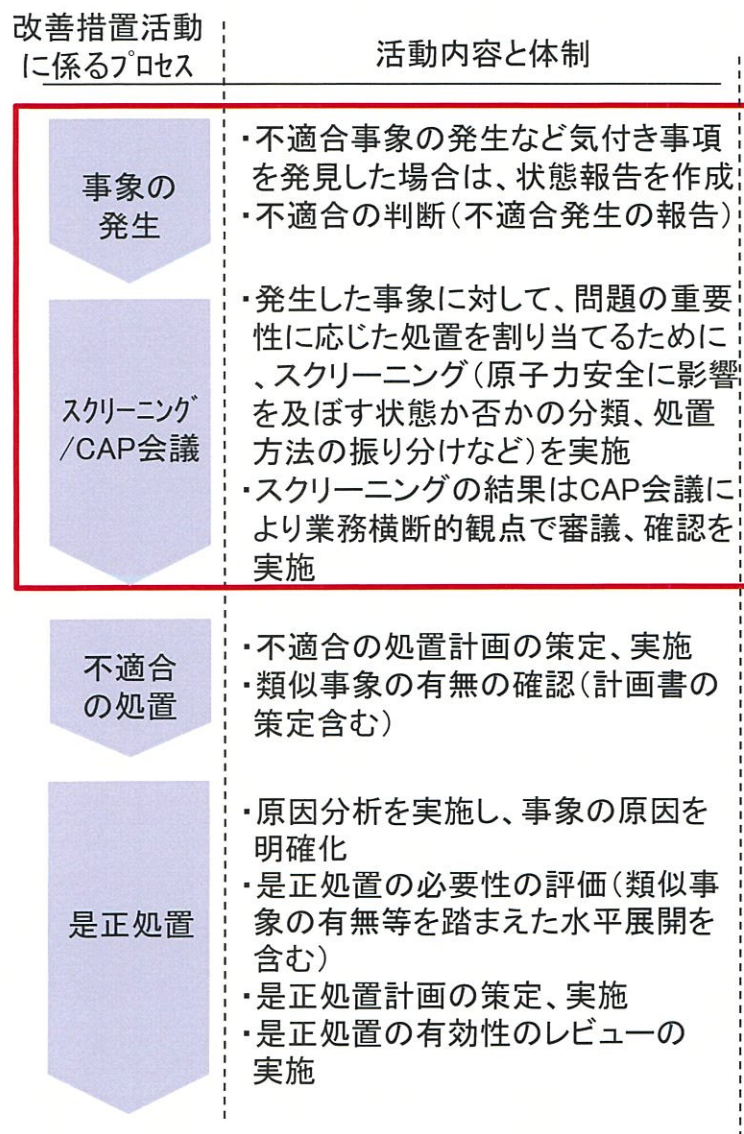 改善措置活動
に係るプロセス
活動内容と体制
事象の
発生
・不適合事象の発生など気付き事項
を発見した場合は、状態報告を作成
・不適合の判断(不適合発生の報告)
スクリーニング
/CAP会議
・発生した事象に対して、問題の重要
性に応じた処置を割り当てるために
、スクリーニング(原子力安全に影響
を及ぼす状態か否かの分類、処置
方法の振り分けなど)を実施
・スクリーニングの結果はCAP会議に
より業務横断的観点で審議、確認を
実施
不適合
の処置
・不適合の処置計画の策定、実施
・類似事象の有無の確認(計画書の
策定含む)
是正処置
・原因分析を実施し、事象の原因を
明確化
・是正処置の必要性の評価(類似事
象の有無等を踏まえた水平展開を
含む)
・是正処置計画の策定、実施
・是正処置の有効性のレビューの
実施